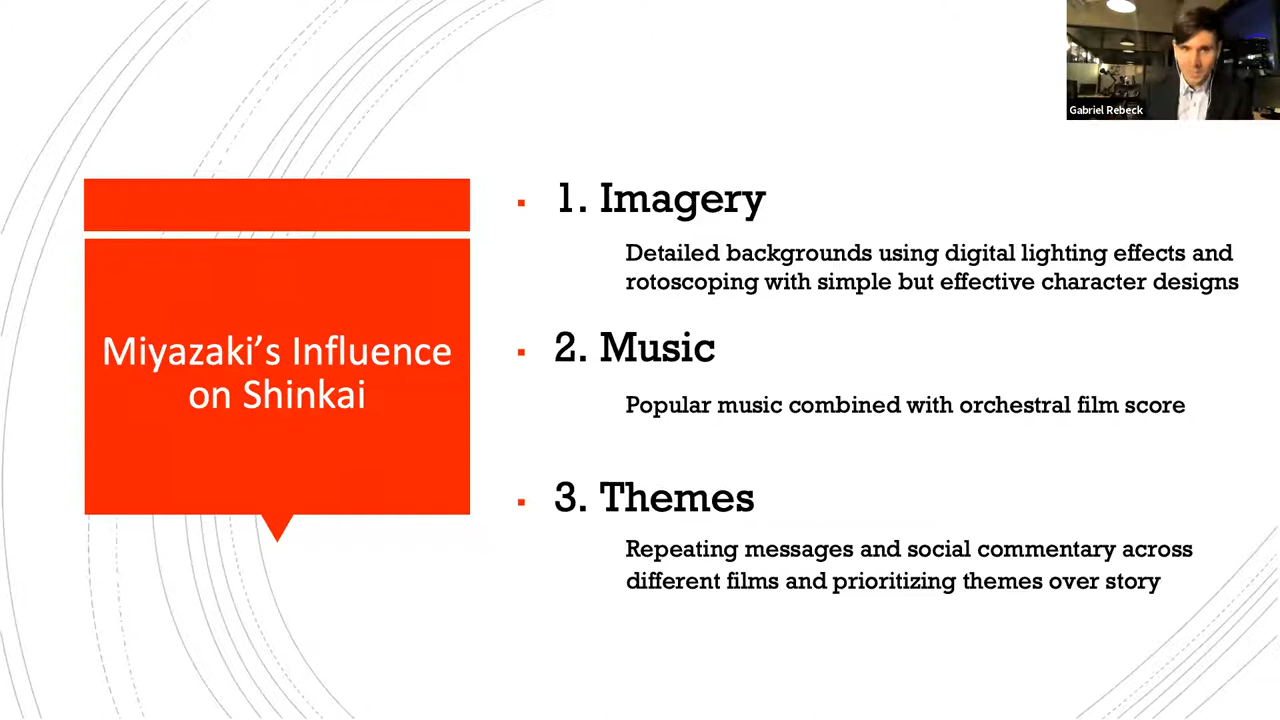 Gabriel Rebeck
Miyazaki's Influence
on Shinkai
1. Imagery
Detailed backgrounds using digital lighting effects and
rotoscoping with simple but effective character designs
2. Music
Popular music combined with orchestral film score
3. Themes
Repeating messages and social commentary across
different films and prioritizing themes over story